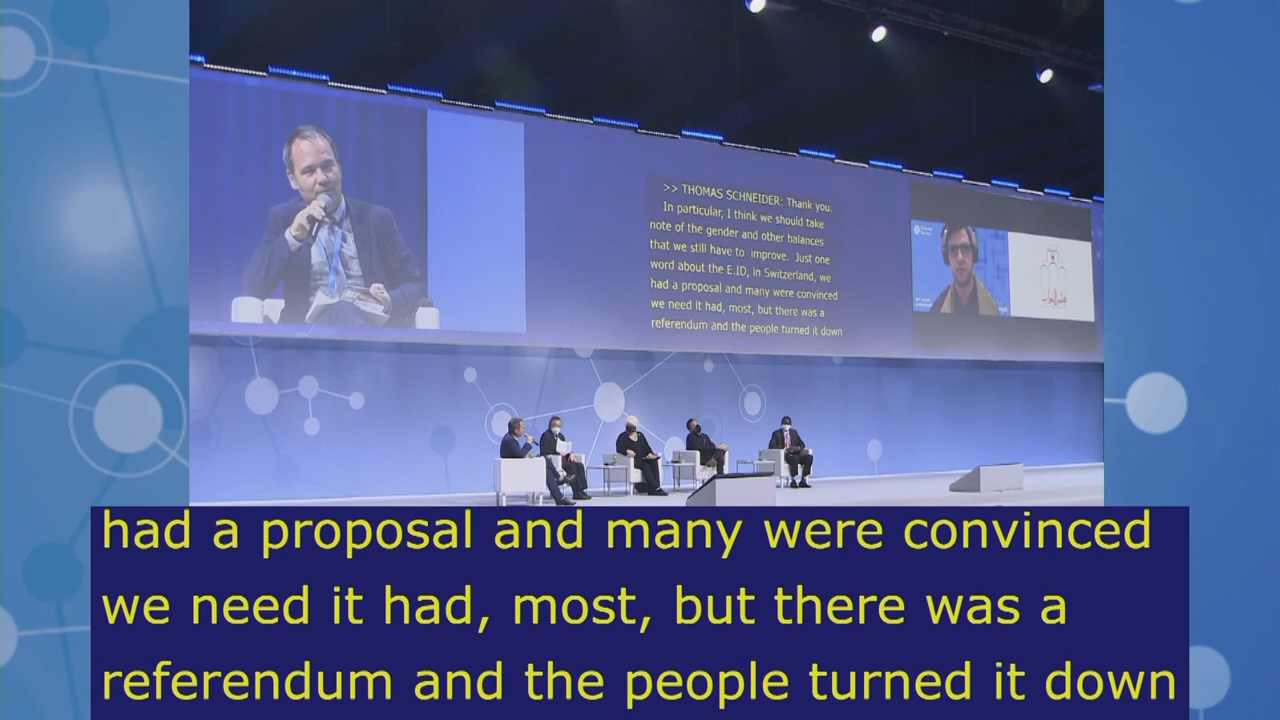 >> THOMAS SCHNEIDER: Thank you.
In particular, I think we should take
note of the gender and other balances
that we still have to improve. Just one
word about the E.ID, in Switzerland, we
had a proposal and many were convinced
we need it had, most, but there was a
referendum and the people turned it down
had a proposal and many were convinced
we need it had, most, but there was a
referendum and the people turned it down